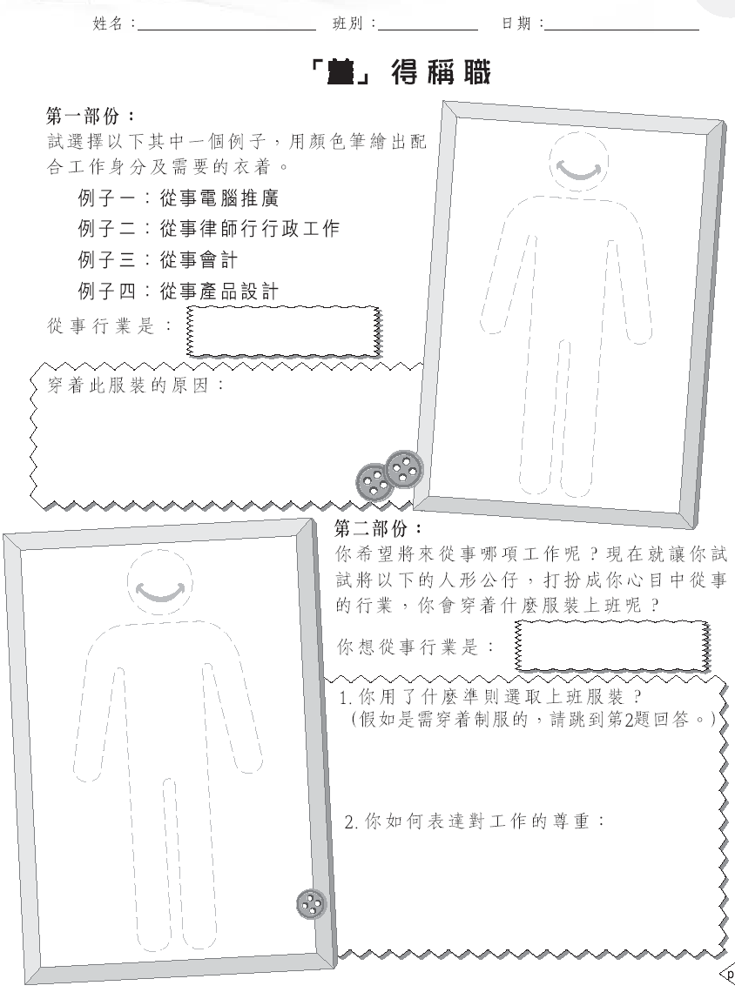 姓名：　班別：　日期：
「　」得稱職
第一部份：
試選擇以下其中一個例子，用顏色筆繪出配
合工作身分及需要的衣着。
例子一：從事電腦推廣
例子二：從事律師行行政工作
例子三：從事會計
例子四：從事產品設計
從事行業是：
穿着此服裝的原因：
第二部份：
你希望將來從事哪項工作呢？現在就讓你試
試將以下的人形公仔，打扮成你心目中從事
的行業，你會穿着什麼服裝上班呢？
你想從事行業是：
1. 你用了什麼準則選取上班服裝？
（假如是需穿着制服的，請跳到第2題回答。）
2. 你如何表達對工作的尊重：
p